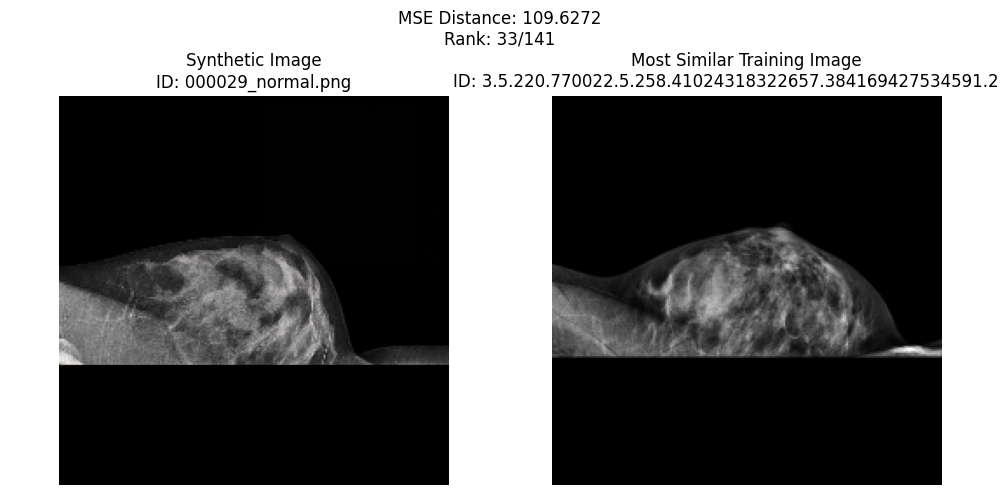 MSE Distance: 109.6272
Rank: 33/141
Synthetic Image
ID: 000029_normal.png
Most Similar Training Image
ID: 3.5.220.770022.5.258.41024318322657.384169427534591.2